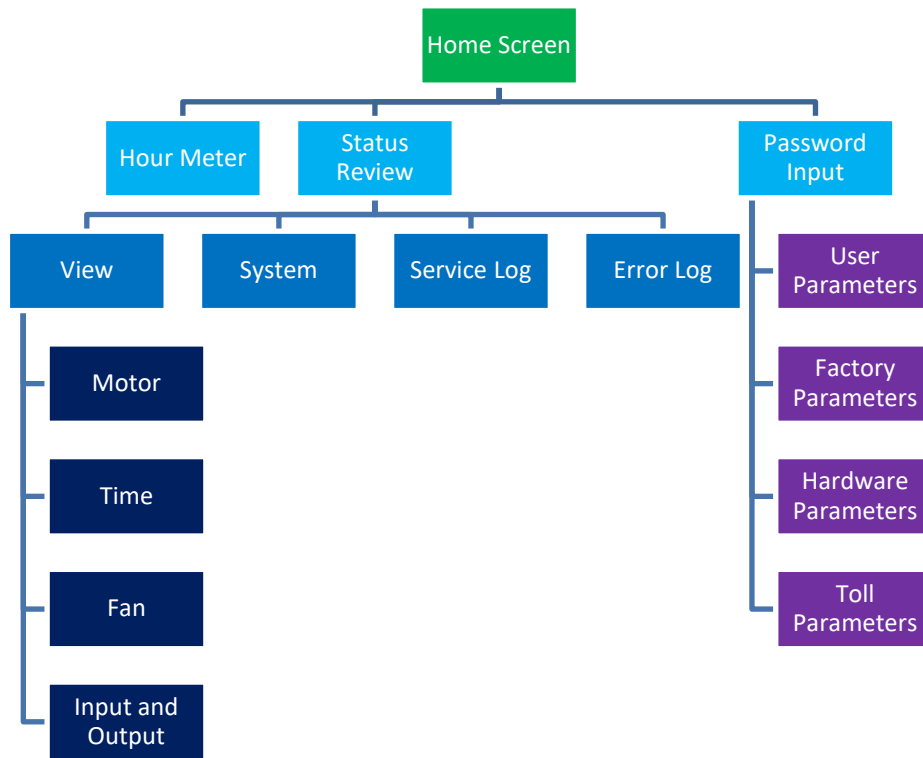 Home Screen
Hour Meter
Status
Review
Password
Input
View
System
Service Log
Error Log
User
Parameters
Motor
Factory
Parameters
Time
Hardware
Parameters
Fan
Toll
Parameters
Input and
Output